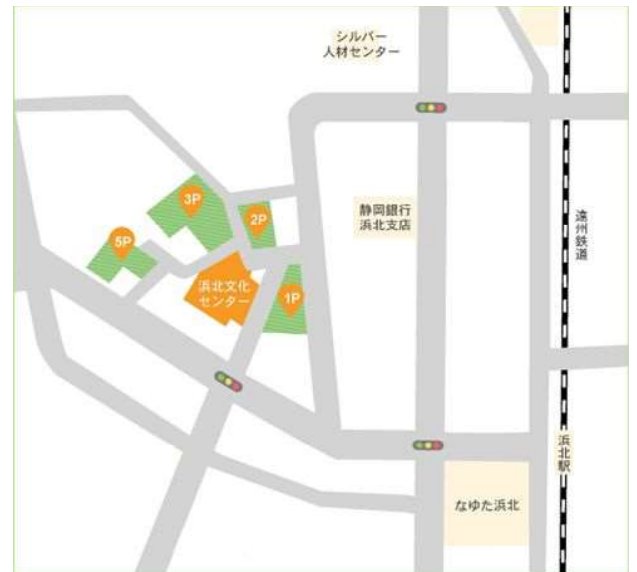 シルバー
人材センター
3P
2P
静岡銀行
浜北支店
遠州鉄道
5P
浜北文化
センター
1P
浜北駅
なゆた浜北